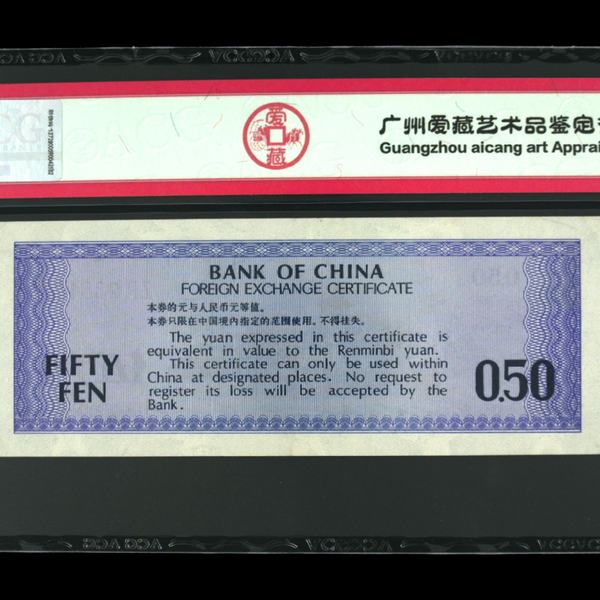 爱藏
广州爱藏艺术品鉴定
Guangzhou aicang art Apprai
BANK OF CHINA
FOREIGN EXCHANGE CERTIFICATE
本券的元与人民币元等值。
本券只限在中国境内指定的范围使用。不得挂失。
The yuan expressed in this certificate is
equivalent in value to the Renminbi yuan.
This certificate can only be used within
China at designated places. No request to
register its loss will be accepted by the
Bank.
FIFTY
FEN
0.50